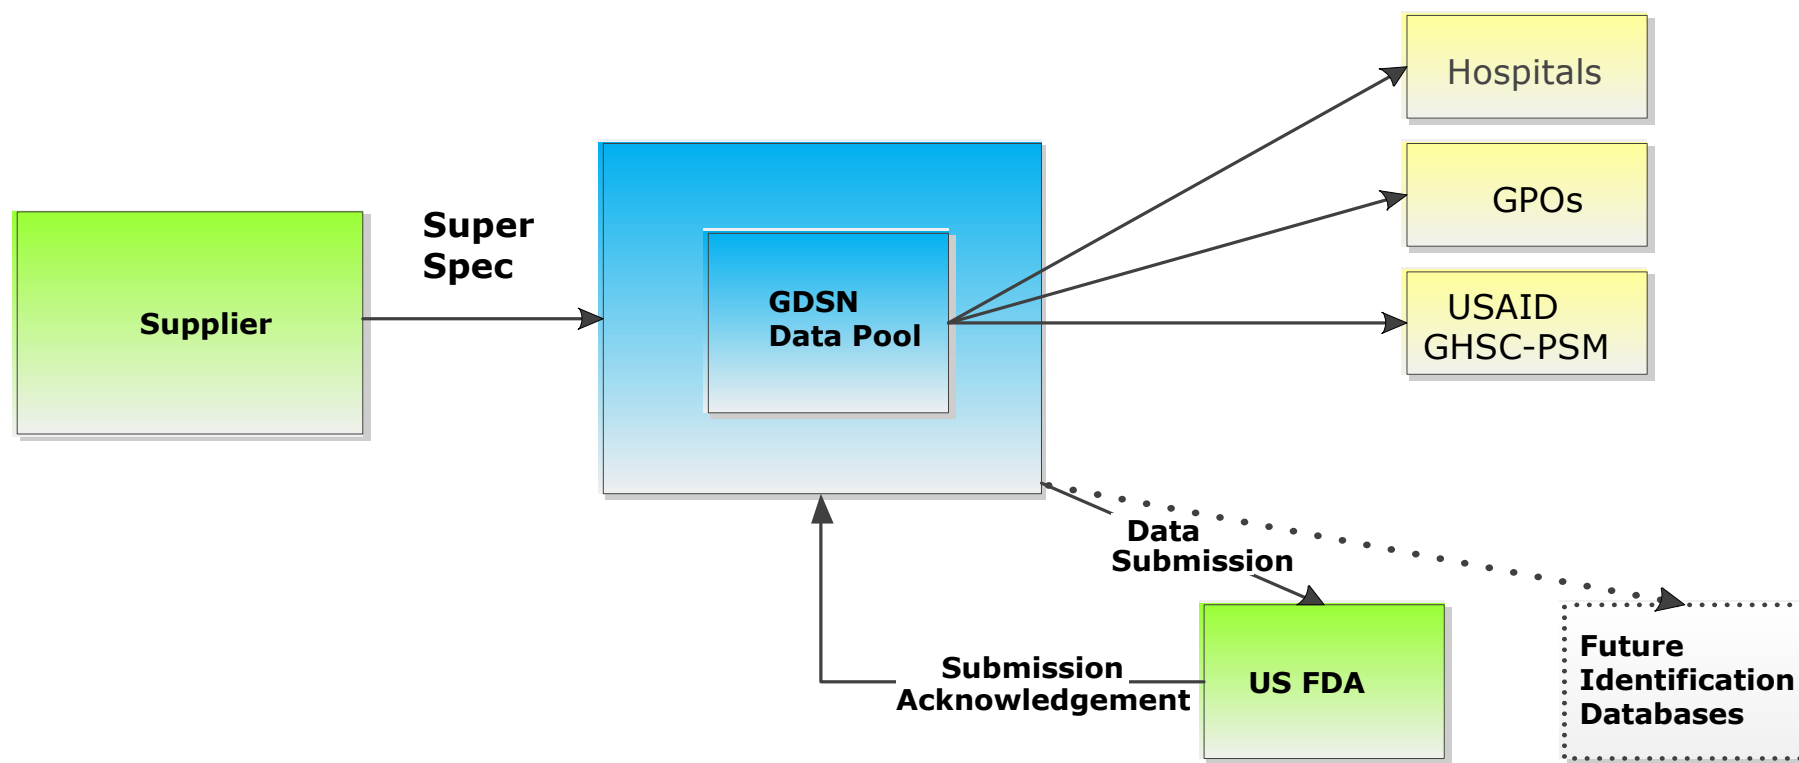 Hospitals
GPOs
USAID
GHSC-PSM
Super
Spec
Supplier
GDSN
Data Pool
Data
Submission
Submission
Acknowledgement
US FDA
Future
Identification
Databases